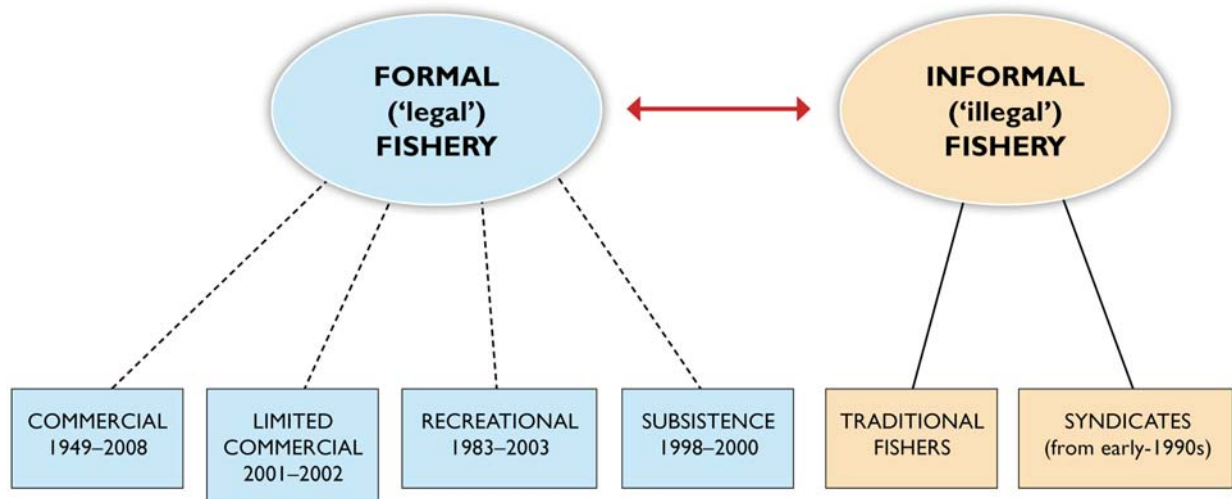 FORMAL
(‘legal’)
FISHERY
INFORMAL
(‘illegal’)
FISHERY
COMMERCIAL
1949–2008
LIMITED
COMMERCIAL
2001–2002
RECREATIONAL
1983–2003
SUBSISTENCE
1998–2000
TRADITIONAL
FISHERS
SYNDICATES
(from early-1990s)